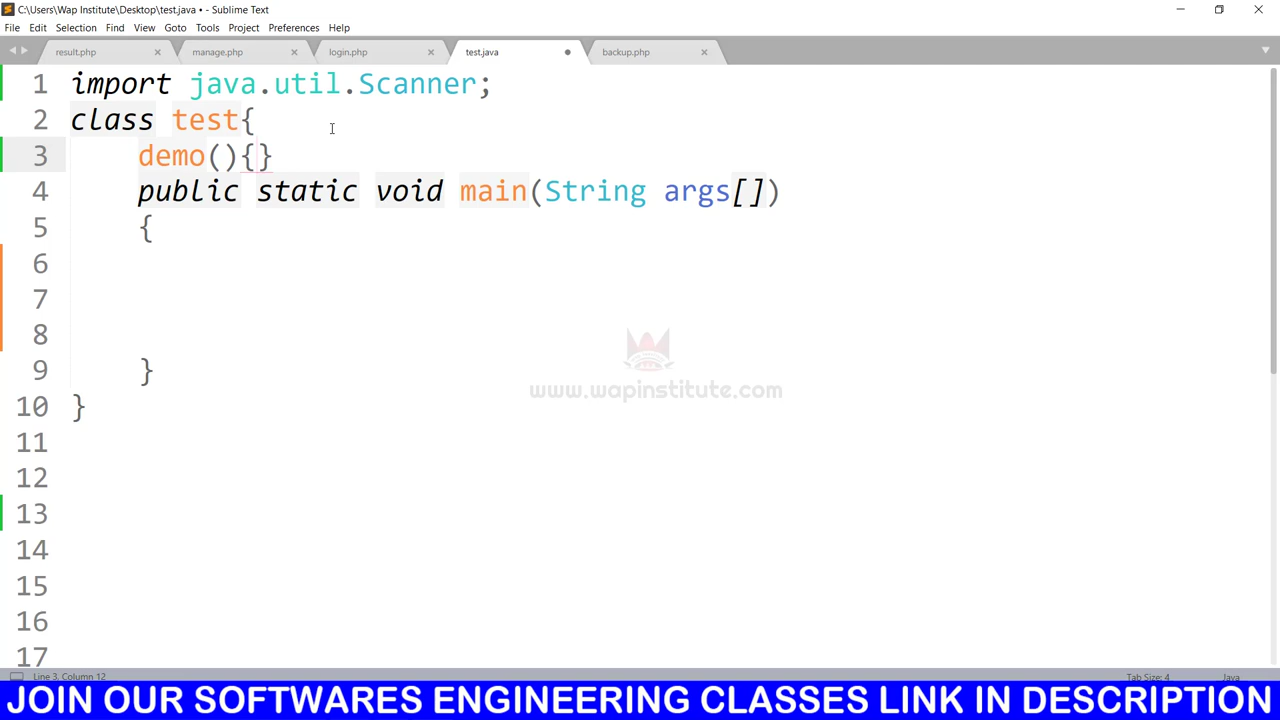 C:\Users\Wap Institute\Desktop\test.java • - Sublime Text
File Edit Selection Find View Goto Tools Project Preferences Help
result.php manage.php login.php test.java backup.php
1 import java.util.Scanner;
2 class test{
3 demo(){}
4 public static void main(String args[])
5 {
6
7
8
9 }
10 }
11
12
13
14
15
16
17
www.wapinstitute.com
Line 3, Column 12 Tab Size: 4 Java
JOIN OUR SOFTWARES ENGINEERING CLASSES LINK IN DESCRIPTION